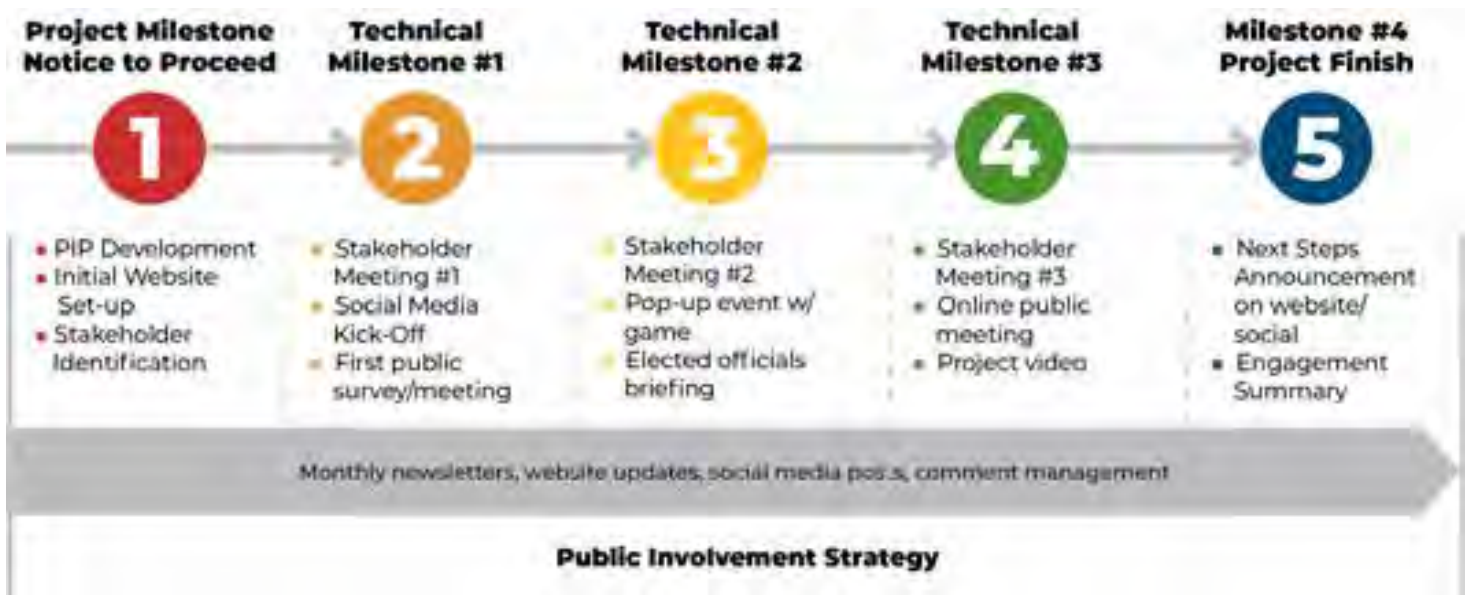 Project Milestone
Notice to Proceed
Technical
Milestone #1
Technical
Milestone #2
Technical
Milestone #3
Milestone #4
Project Finish
1
2
3
4
5
PIP Development
Initial Website
Set-up
Stakeholder
Identification
Stakeholder
Meeting #1
Social Media
Kick-Off
First public
survey/meeting
Stakeholder
Meeting #2
Pop-up event w/
game
Elected officials
briefing
Stakeholder
Meeting #3
Online public
meeting
Project video
Next Steps
Announcement
on website/
social
Engagement
Summary
Monthly newsletters, website updates, social media posts, comment management
Public Involvement Strategy